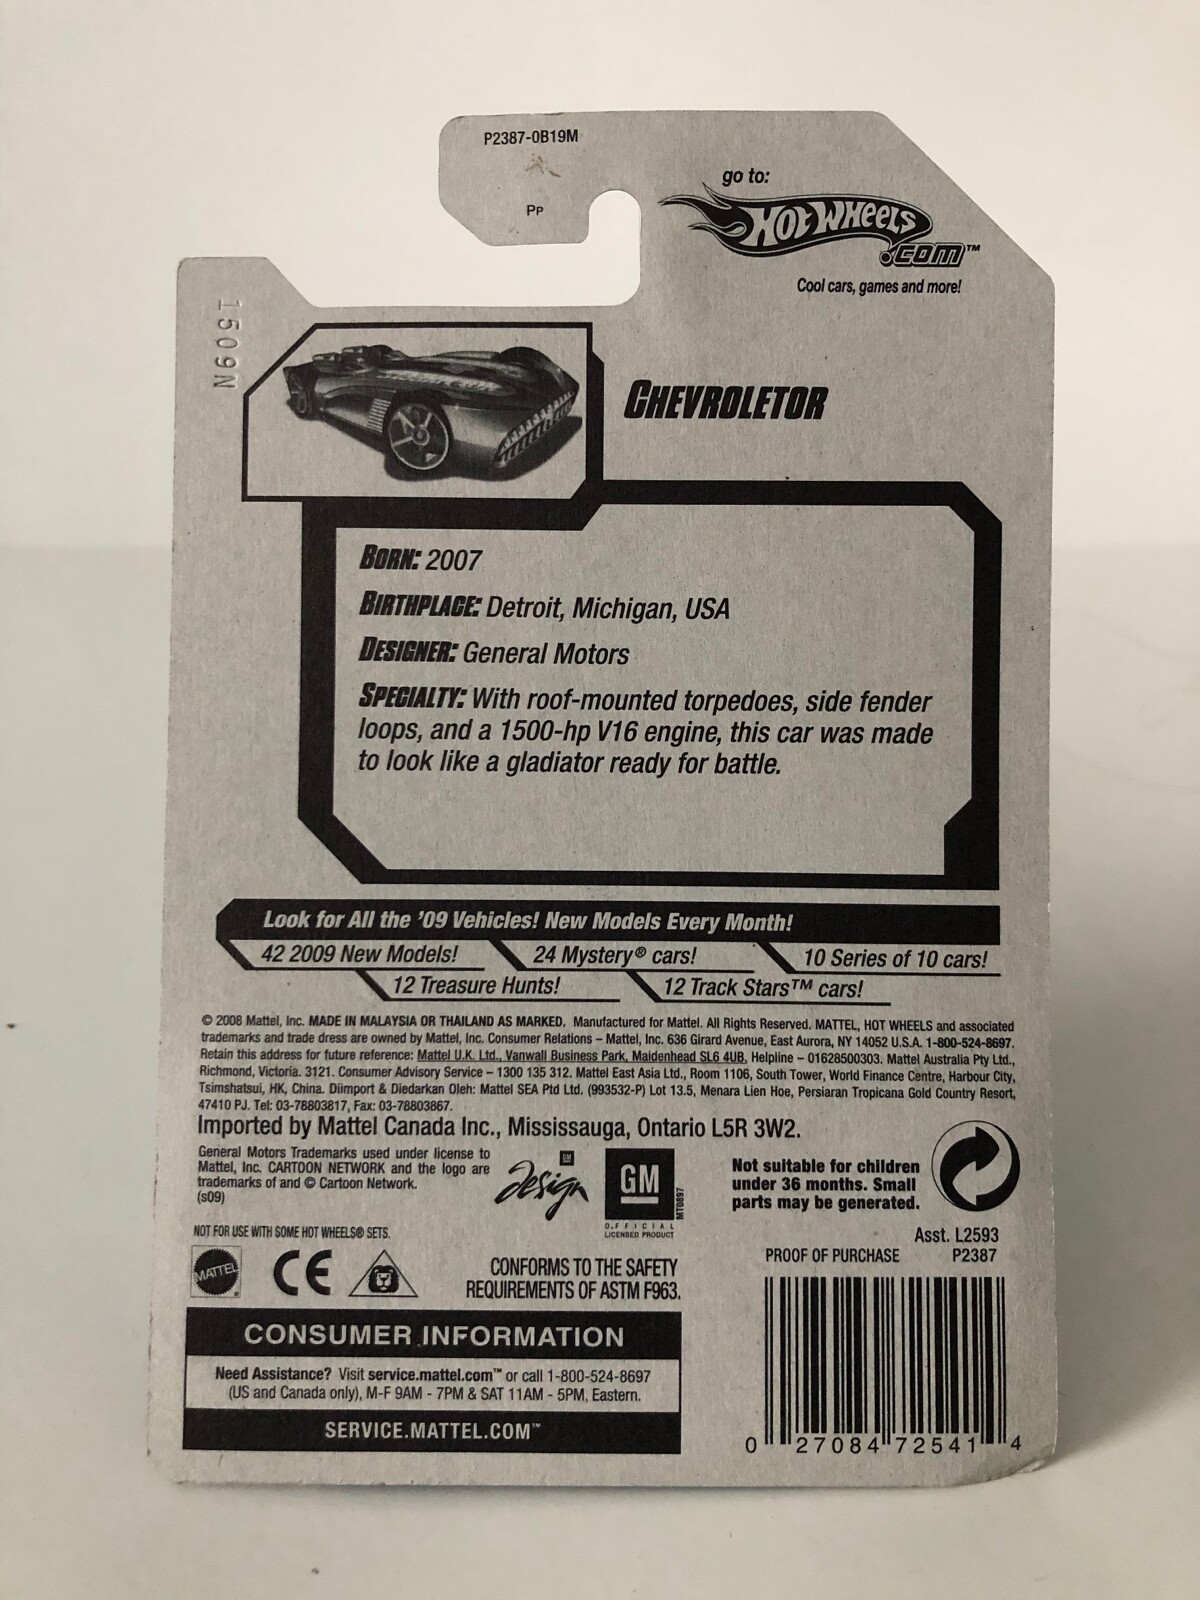 P2387-0B19M
PP
go to:
HOT WHEELS
.COM™
Cool cars, games and more!
1509N
CHEVROLETOR
BORN: 2007
BIRTHPLACE: Detroit, Michigan, USA
DESIGNER: General Motors
SPECIALTY: With roof-mounted torpedoes, side fender
loops, and a 1500-hp V16 engine, this car was made
to look like a gladiator ready for battle.
Look for All the '09 Vehicles! New Models Every Month!
42 2009 New Models! 24 Mystery® cars! 10 Series of 10 cars!
12 Treasure Hunts! 12 Track Stars™ cars!
© 2008 Mattel, Inc. MADE IN MALAYSIA OR THAILAND AS MARKED. Manufactured for Mattel. All Rights Reserved. MATTEL, HOT WHEELS and associated
trademarks and trade dress are owned by Mattel, Inc. Consumer Relations – Mattel, Inc. 636 Girard Avenue, East Aurora, NY 14052 U.S.A. 1-800-524-8697.
Retain this address for future reference: Mattel U.K. Ltd., Vanwall Business Park, Maidenhead SL6 4UB, Helpline – 01628500303. Mattel Australia Pty Ltd.,
Richmond, Victoria. 3121. Consumer Advisory Service – 1300 135 312. Mattel East Asia Ltd., Room 1106, South Tower, World Finance Centre, Harbour City,
Tsimshatsui, HK, China. Diimport & Diedarkan Oleh: Mattel SEA Ptd Ltd. (993532-P) Lot 13.5, Menara Lien Hoe, Persiaran Tropicana Gold Country Resort,
47410 PJ. Tel: 03-78803817, Fax: 03-78803867.
Imported by Mattel Canada Inc., Mississauga, Ontario L5R 3W2.
General Motors Trademarks used under license to
Mattel, Inc. CARTOON NETWORK and the logo are
trademarks of and © Cartoon Network.
(s09)
GM
design
GM
MT0897
OFFICIAL
LICENSED PRODUCT
Not suitable for children
under 36 months. Small
parts may be generated.
NOT FOR USE WITH SOME HOT WHEELS® SETS.
Asst. L2593
PROOF OF PURCHASE P2387
MATTEL
CE
CONFORMS TO THE SAFETY
REQUIREMENTS OF ASTM F963.
CONSUMER INFORMATION
Need Assistance? Visit service.mattel.com™ or call 1-800-524-8697
(US and Canada only), M-F 9AM - 7PM & SAT 11AM - 5PM, Eastern.
SERVICE.MATTEL.COM™
0 27084 72541 4